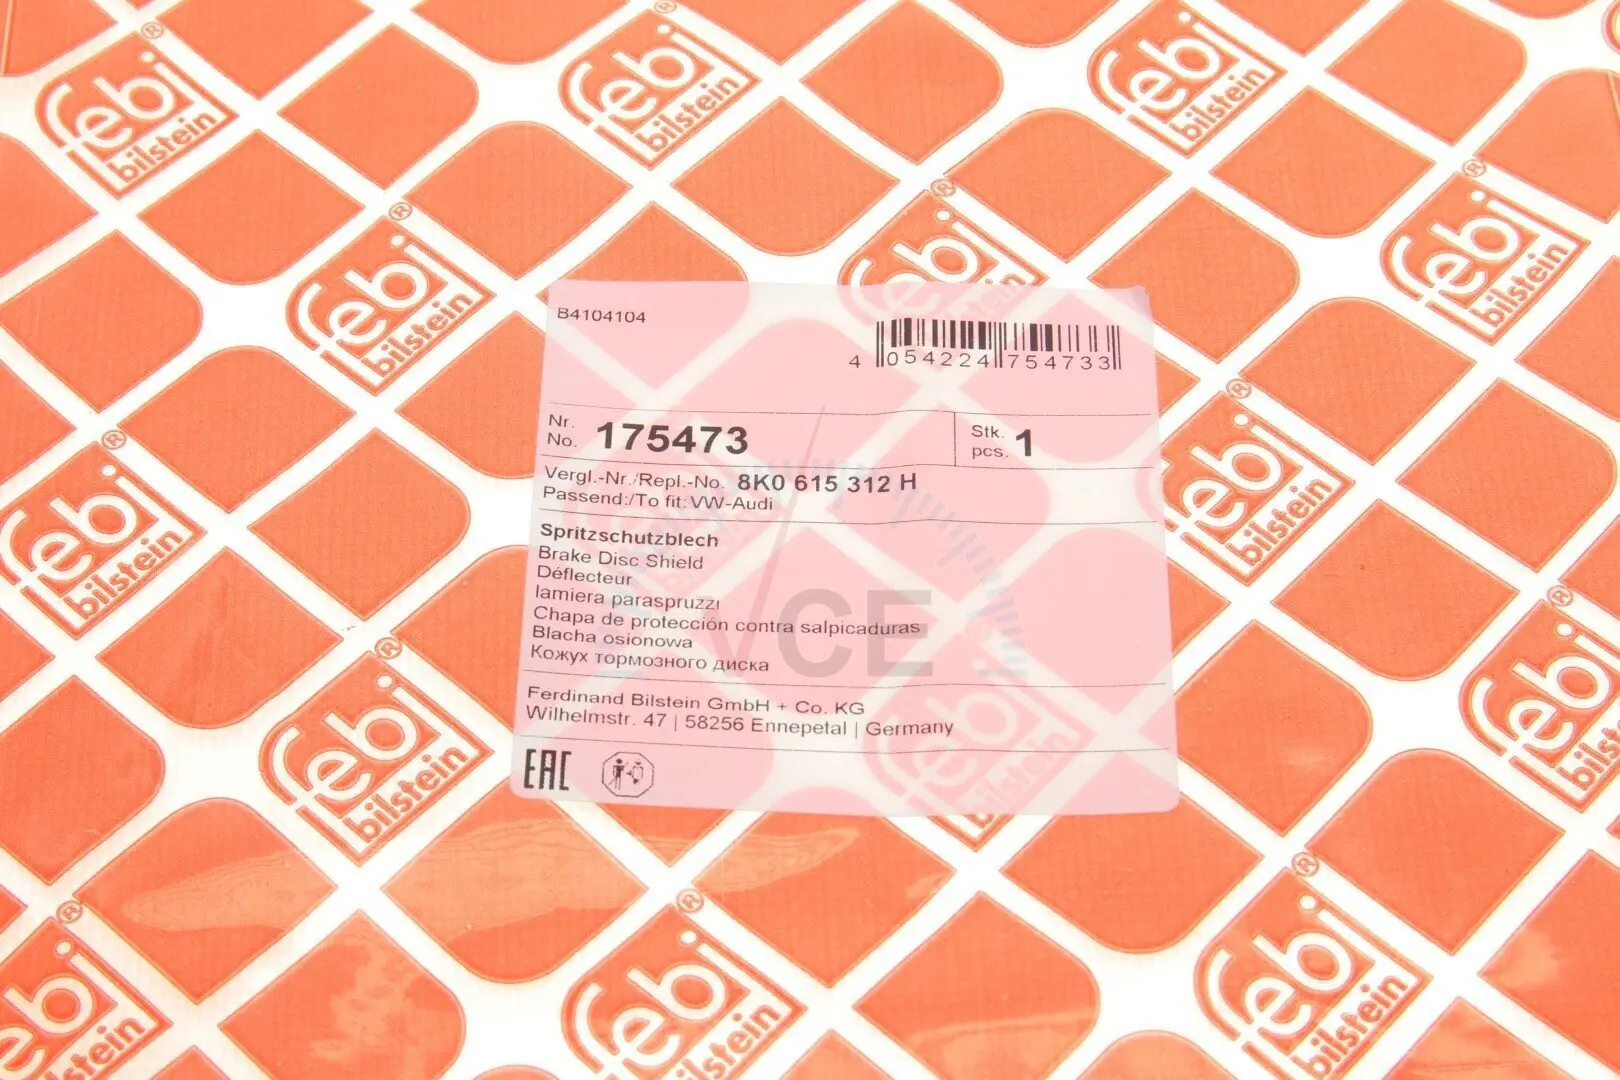 febi
bilstein
B4104104
4 054224 754733
Nr.
No. 175473
Stk.
pcs. 1
Vergl.-Nr./Repl.-No. 8K0 615 312 H
Passend:/To fit: VW-Audi
Spritzschutzblech
Brake Disc Shield
Déflecteur
lamiera paraspruzzi
Chapa de protección contra salpicaduras
Blacha osionowa
Кожух тормозного диска
Ferdinand Bilstein GmbH + Co. KG
Wilhelmstr. 47 | 58256 Ennepetal | Germany
EAC